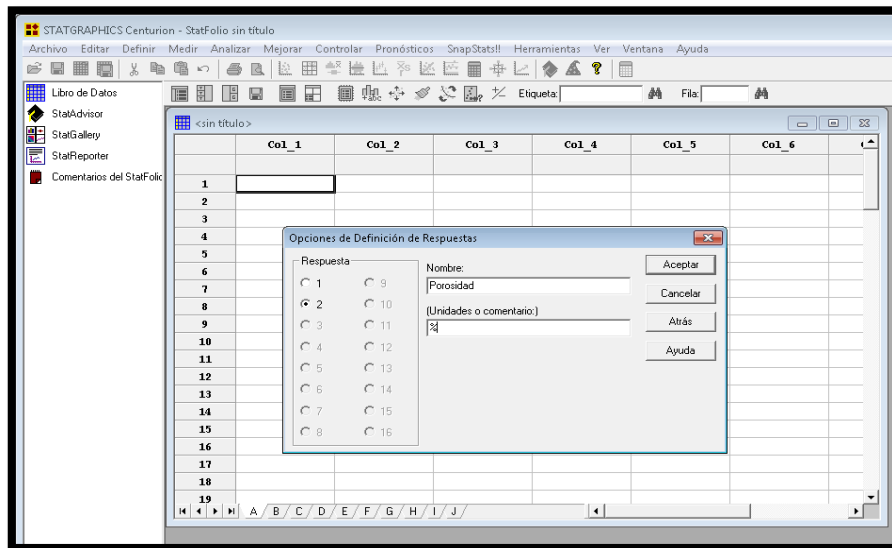 STATGRAPHICS Centurion - StatFolio sin título
Archivo Editar Definir Medir Analizar Mejorar Controlar Pronósticos SnapStats!! Herramientas Ver Ventana Ayuda
Libro de Datos
Etiqueta: Fila:
StatAdvisor
StatGallery
StatReporter
Comentarios del StatFolio
<sin título>
Col_1 Col_2 Col_3 Col_4 Col_5 Col_6
1
2
3
4
5
6
7
8
9
10
11
12
13
14
15
16
17
18
19
Opciones de Definición de Respuestas
Respuesta
1 9
2 10
3 11
4 12
5 13
6 14
7 15
8 16
Nombre:
Porosidad
(Unidades o comentario:)
%
Aceptar
Cancelar
Atrás
Ayuda
A B C D E F G H I J